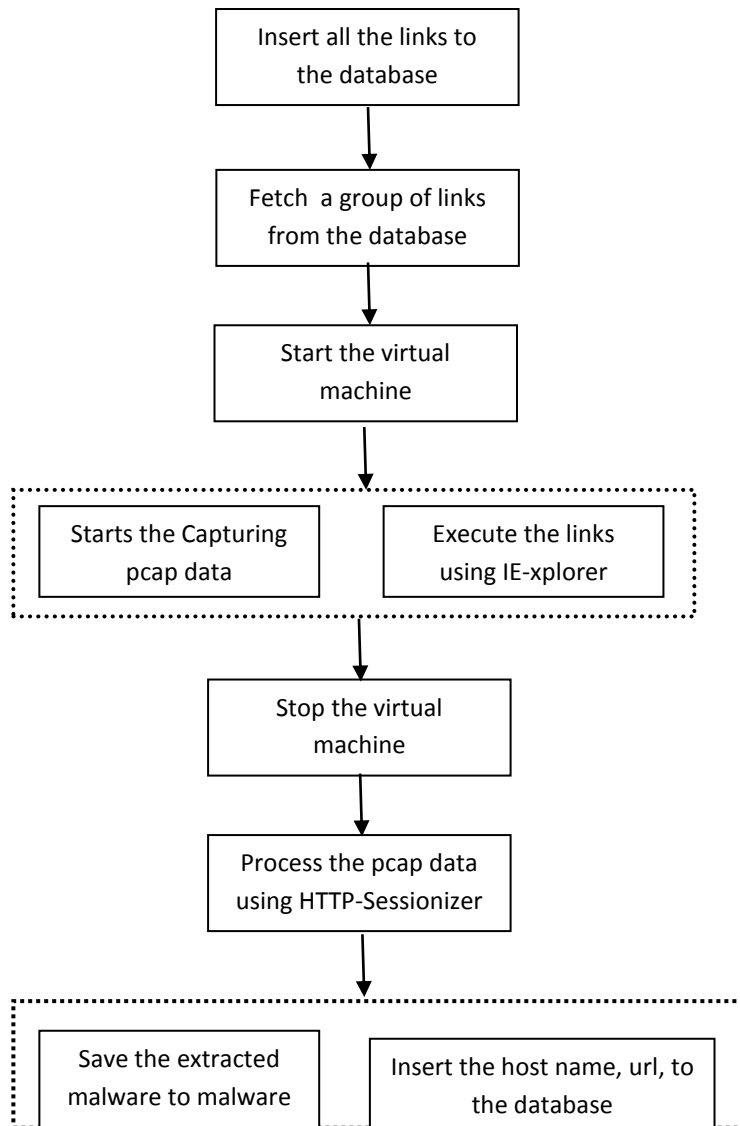 Insert all the links to
the database
Fetch  a group of links
from the database
Start the virtual
machine
Starts the Capturing
pcap data
Execute the links
using IE-xplorer
Stop the virtual
machine
Process the pcap data
using HTTP-Sessionizer
Save the extracted
malware to malware
Insert the host name, url, to
the database